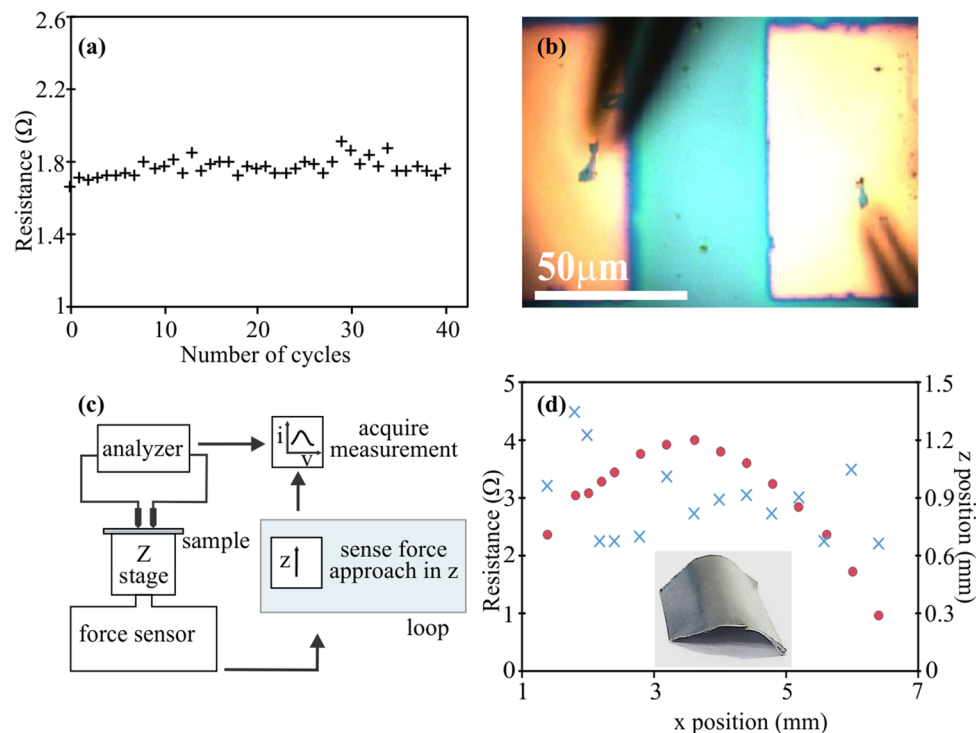 (a)
2.6
2.2
1.8
1.4
1
Resistance (Ω)
0 10 20 30 40
Number of cycles
(b)
50μm
(c)
analyzer
i
v
acquire
measurement
Z
stage
sample
z
sense force
approach in z
force sensor
loop
(d)
5
4
3
2
1
0
Resistance (Ω)
1.5
1.2
0.9
0.6
0.3
0
z position (mm)
1 3 5 7
x position (mm)